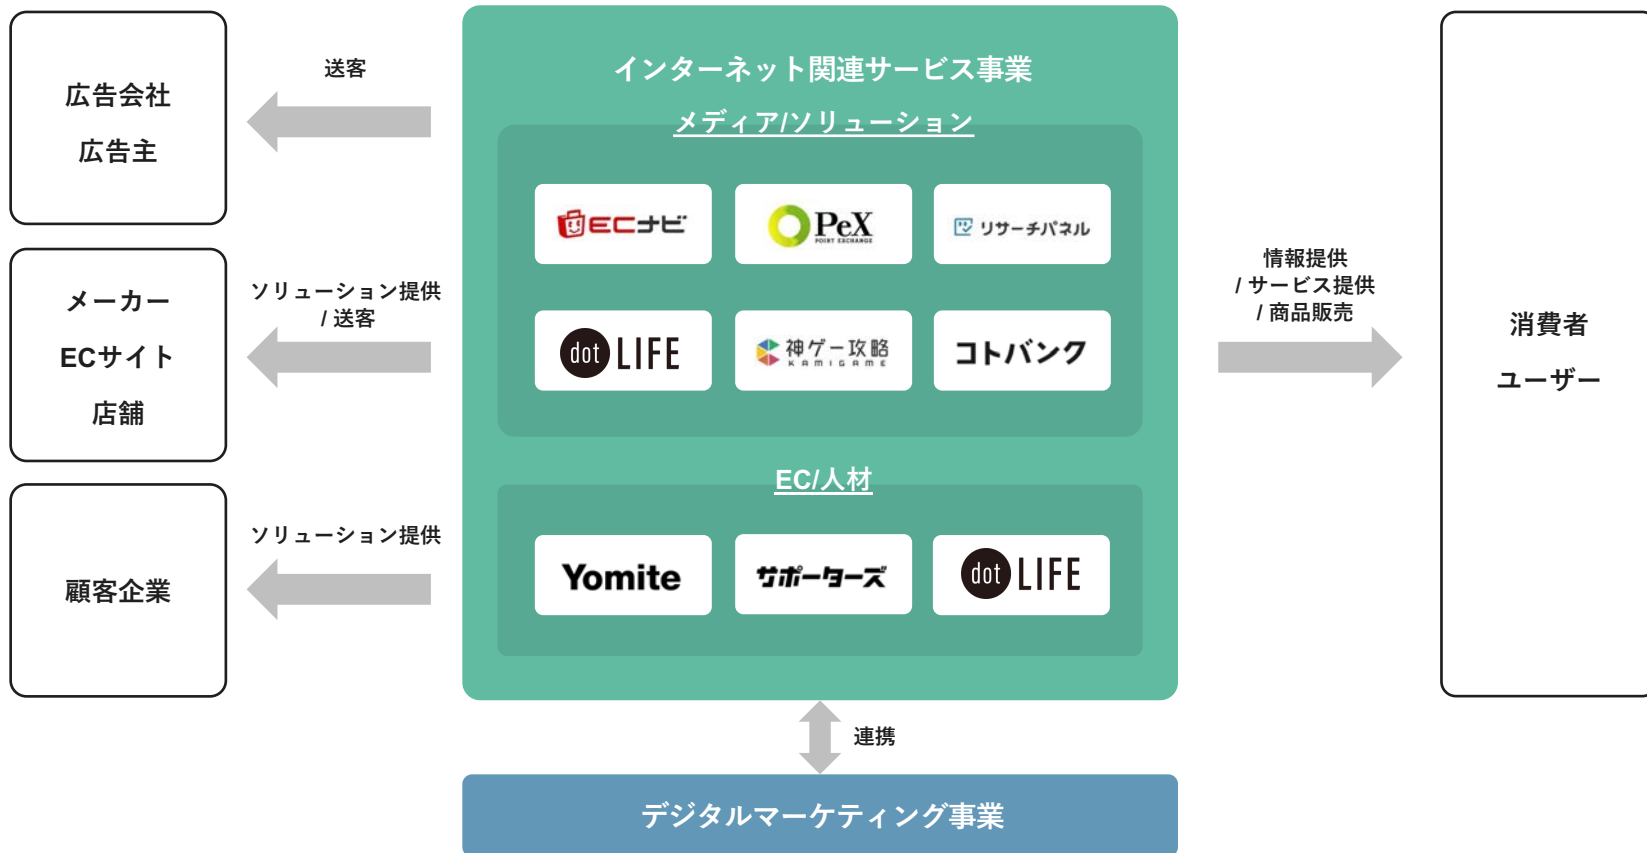 広告会社
広告主
送客
メーカー
ECサイト
店舗
ソリューション提供
/ 送客
顧客企業
ソリューション提供
インターネット関連サービス事業
メディア/ソリューション
ECナビ
PeX
POINT EXCHANGE
リサーチパネル
dot LIFE
神ゲー攻略
KAMIGAME
コトバンク
EC/人材
Yomite
サポーターズ
dot LIFE
連携
デジタルマーケティング事業
情報提供
/ サービス提供
/ 商品販売
消費者
ユーザー